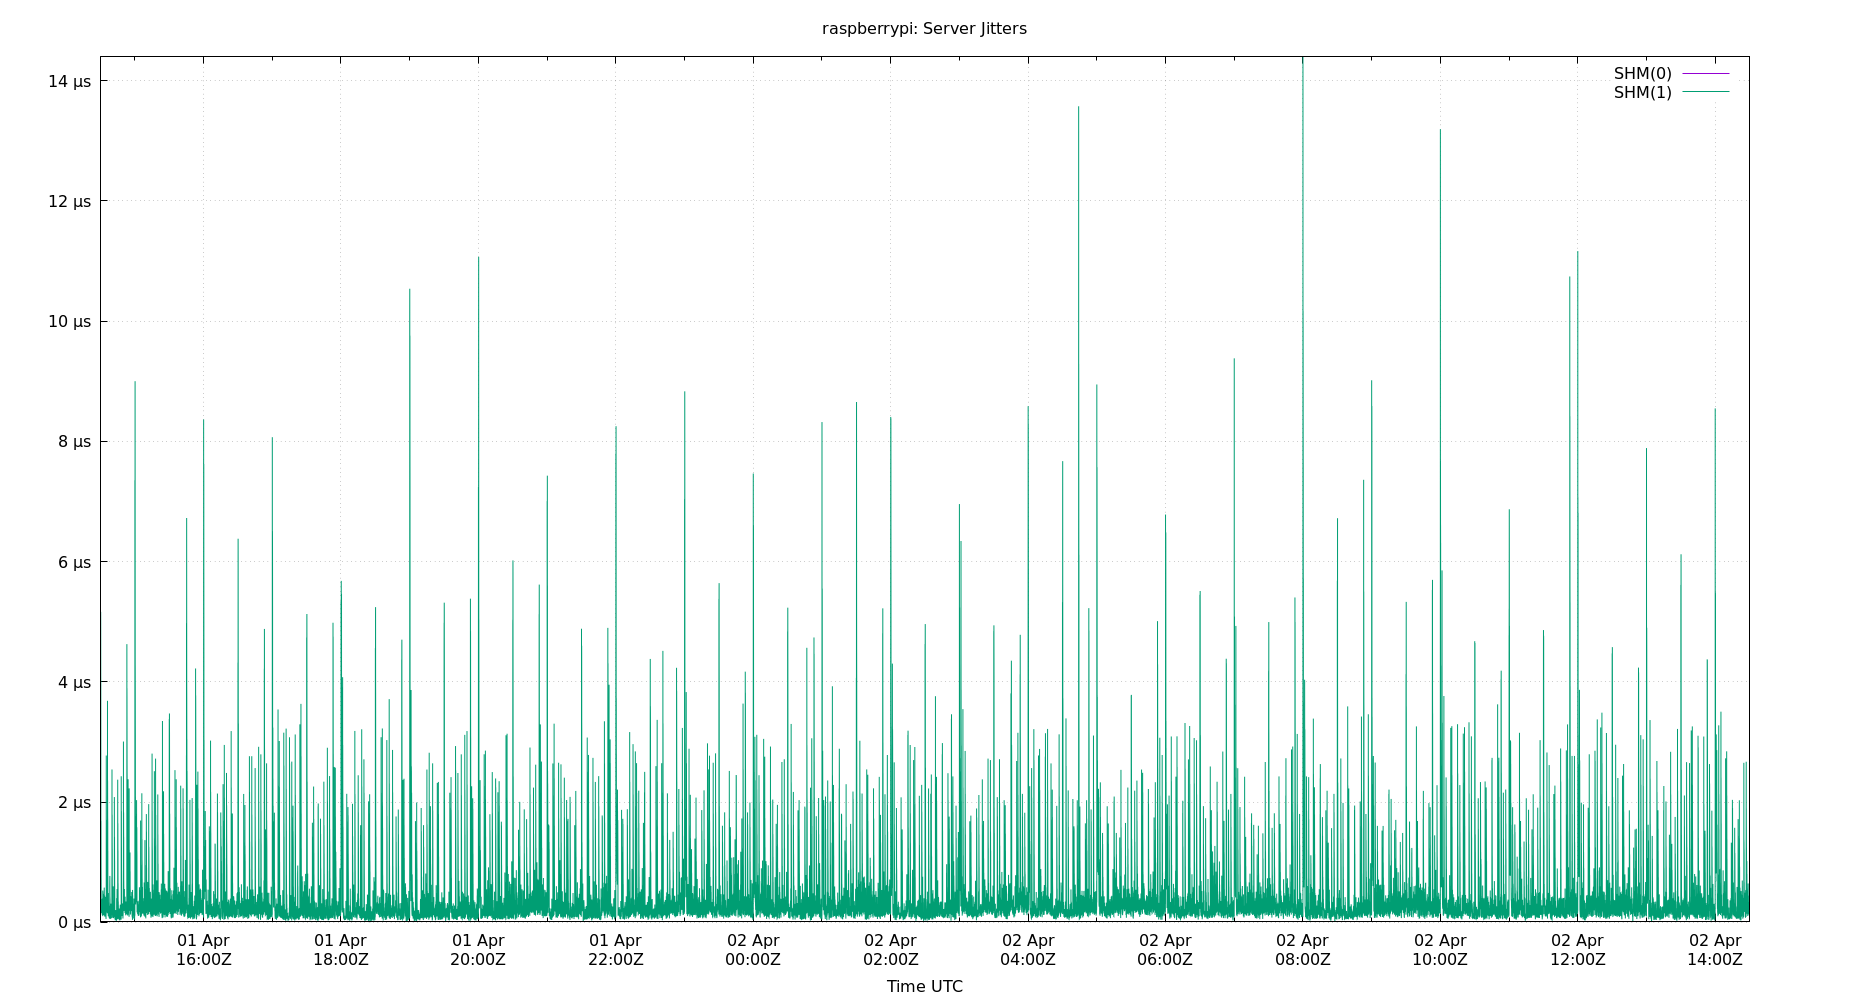 raspberrypi: Server Jitters
SHM(0)
SHM(1)
14 μs
12 μs
10 μs
8 μs
6 μs
4 μs
2 μs
0 μs
01 Apr 01 Apr 01 Apr 01 Apr 02 Apr 02 Apr 02 Apr 02 Apr 02 Apr 02 Apr 02 Apr 02 Apr
16:00Z 18:00Z 20:00Z 22:00Z 00:00Z 02:00Z 04:00Z 06:00Z 08:00Z 10:00Z 12:00Z 14:00Z
Time UTC